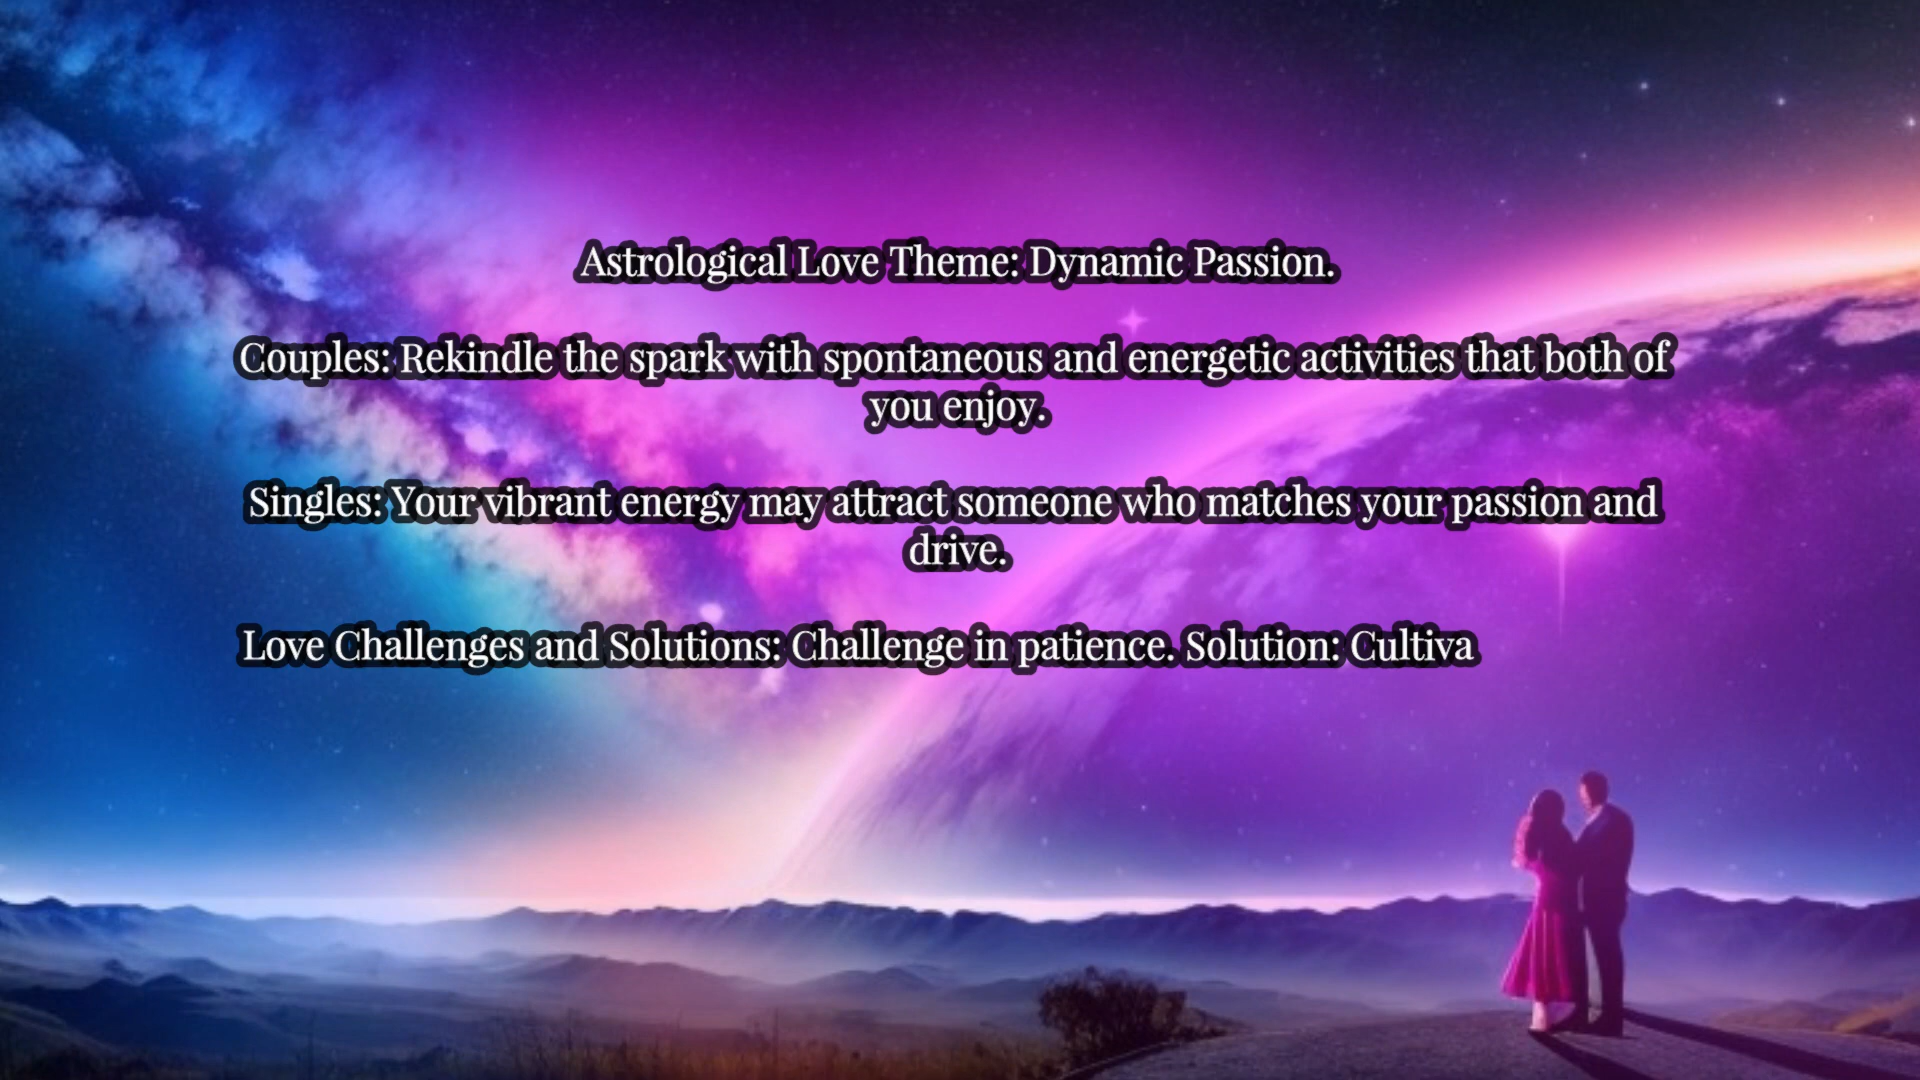 Astrological Love Theme: Dynamic Passion.
Couples: Rekindle the spark with spontaneous and energetic activities that both of
you enjoy.
Singles: Your vibrant energy may attract someone who matches your passion and
drive.
Love Challenges and Solutions: Challenge in patience. Solution: Cultiva